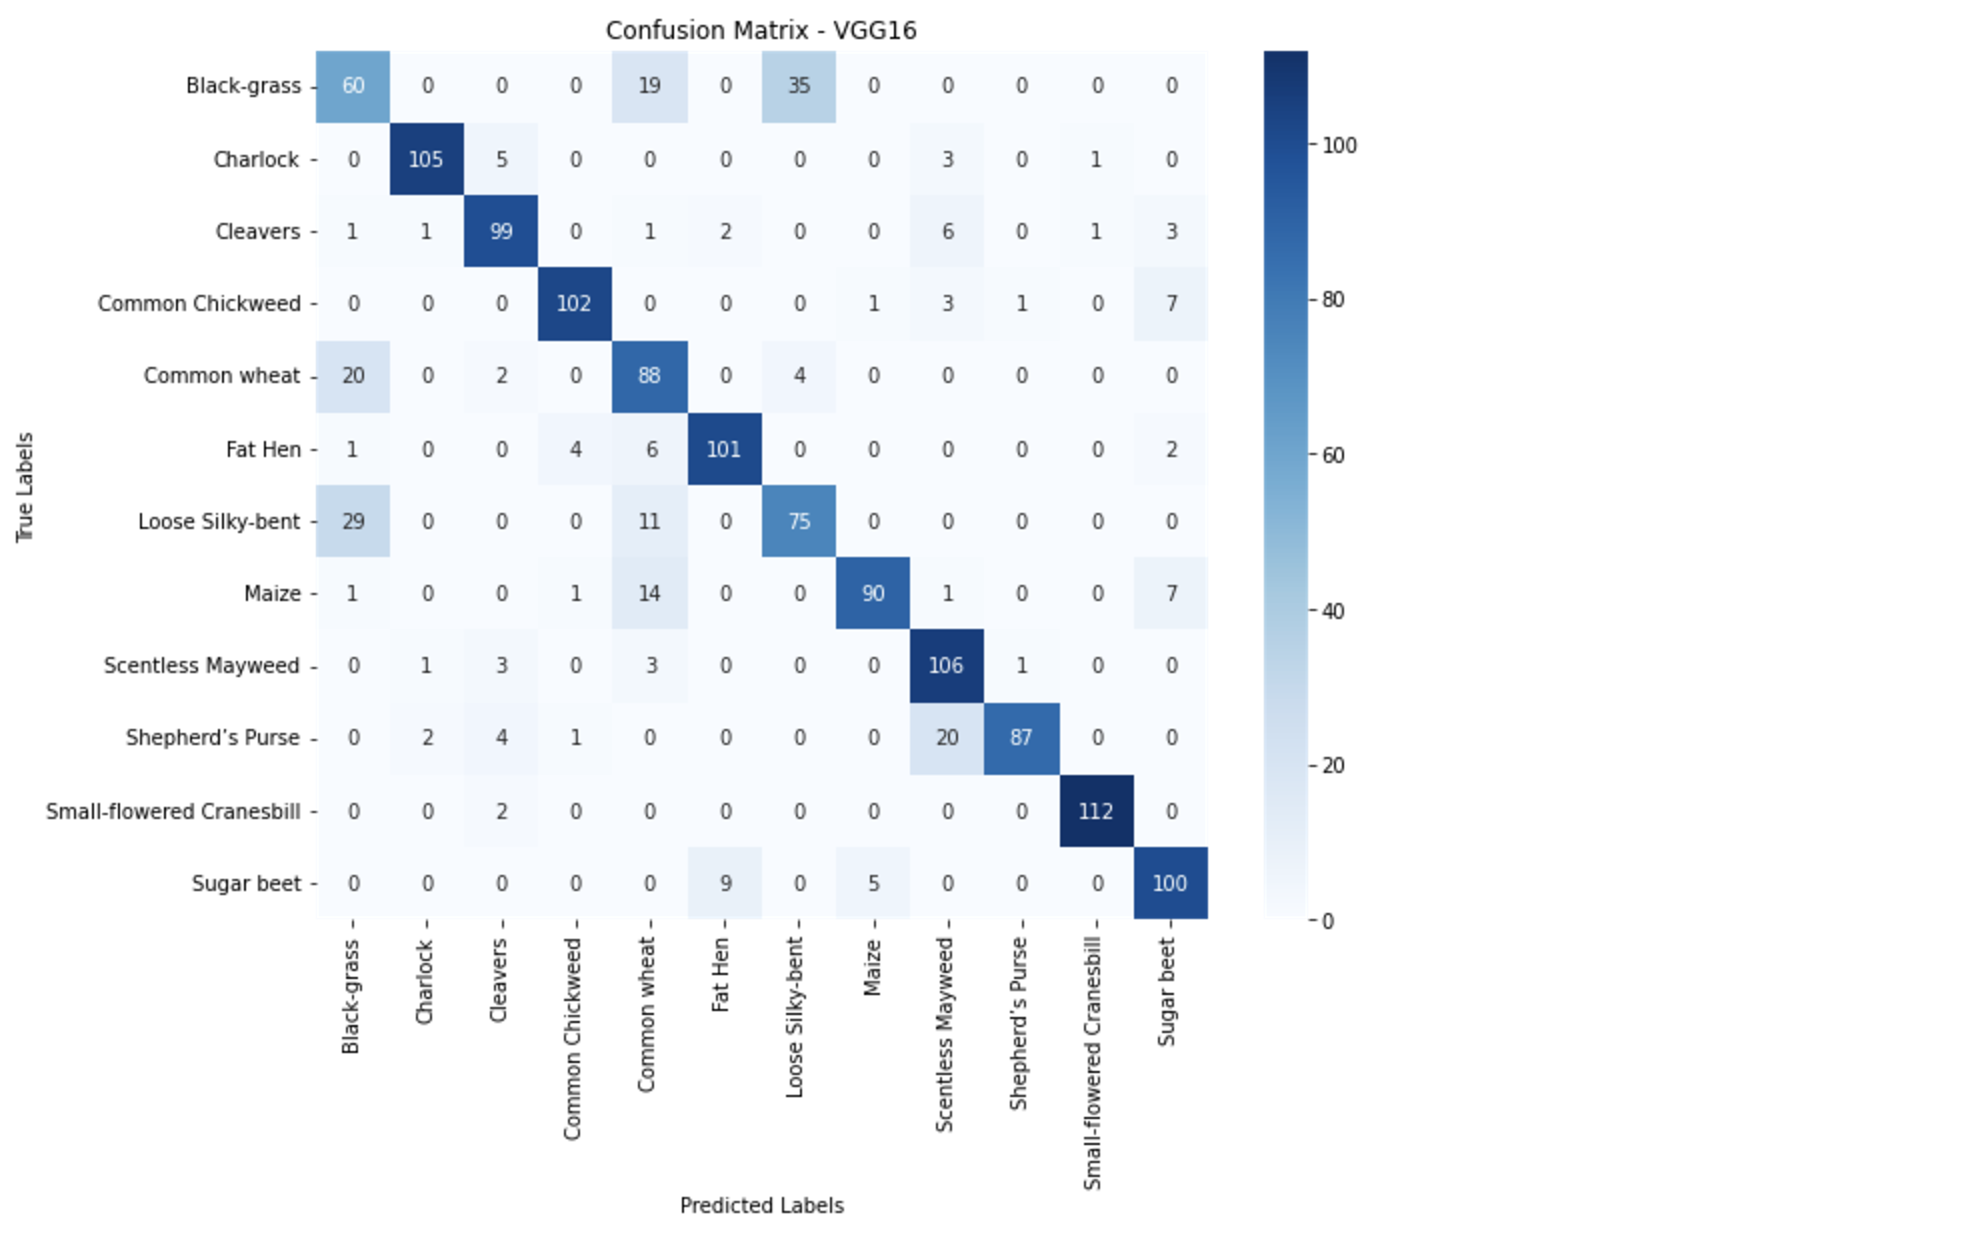 Confusion Matrix - VGG16
Black-grass 60 0 0 0 19 0 35 0 0 0 0 0
Charlock 0 105 5 0 0 0 0 0 3 0 1 0
Cleavers 1 1 99 0 1 2 0 0 6 0 1 3
Common Chickweed 0 0 0 102 0 0 0 1 3 1 0 7
Common wheat 20 0 2 0 88 0 4 0 0 0 0 0
Fat Hen 1 0 0 4 6 101 0 0 0 0 0 2
Loose Silky-bent 29 0 0 0 11 0 75 0 0 0 0 0
Maize 1 0 0 1 14 0 0 90 1 0 0 7
Scentless Mayweed 0 1 3 0 3 0 0 0 106 1 0 0
Shepherd’s Purse 0 2 4 1 0 0 0 0 20 87 0 0
Small-flowered Cranesbill 0 0 2 0 0 0 0 0 0 0 112 0
Sugar beet 0 0 0 0 0 9 0 5 0 0 0 100
True Labels
Black-grass
Charlock
Cleavers
Common Chickweed
Common wheat
Fat Hen
Loose Silky-bent
Maize
Scentless Mayweed
Shepherd’s Purse
Small-flowered Cranesbill
Sugar beet
Predicted Labels
100
80
60
40
20
0